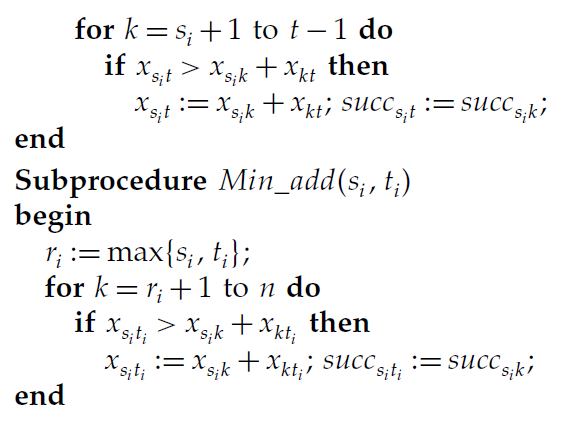 for k = s_i + 1 to t − 1 do
if x_{s_i t} > x_{s_i k} + x_{kt} then
x_{s_i t} := x_{s_i k} + x_{kt}; succ_{s_i t} := succ_{s_i k};
end
Subprocedure Min_add(s_i, t_i)
begin
r_i := max{s_i, t_i};
for k = r_i + 1 to n do
if x_{s_i t_i} > x_{s_i k} + x_{k t_i} then
x_{s_i t_i} := x_{s_i k} + x_{k t_i}; succ_{s_i t_i} := succ_{s_i k};
end